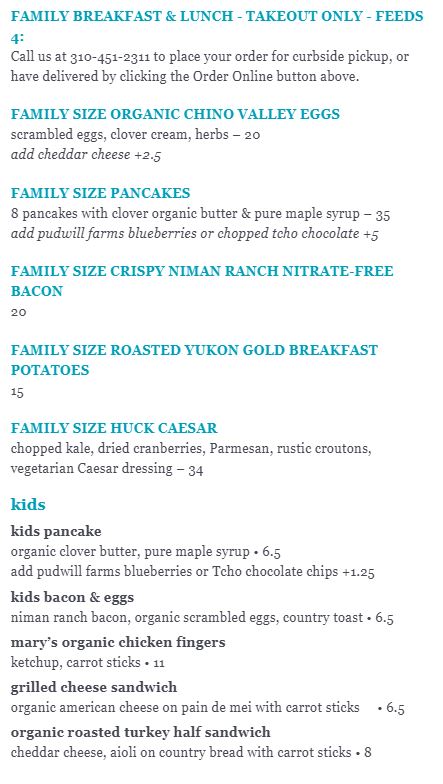 FAMILY BREAKFAST & LUNCH - TAKEOUT ONLY - FEEDS
4:
Call us at 310-451-2311 to place your order for curbside pickup, or
have delivered by clicking the Order Online button above.
FAMILY SIZE ORGANIC CHINO VALLEY EGGS
scrambled eggs, clover cream, herbs – 20
add cheddar cheese +2.5
FAMILY SIZE PANCAKES
8 pancakes with clover organic butter & pure maple syrup – 35
add pudwill farms blueberries or chopped tcho chocolate +5
FAMILY SIZE CRISPY NIMAN RANCH NITRATE-FREE
BACON
20
FAMILY SIZE ROASTED YUKON GOLD BREAKFAST
POTATOES
15
FAMILY SIZE HUCK CAESAR
chopped kale, dried cranberries, Parmesan, rustic croutons,
vegetarian Caesar dressing – 34
kids
kids pancake
organic clover butter, pure maple syrup • 6.5
add pudwill farms blueberries or Tcho chocolate chips +1.25
kids bacon & eggs
niman ranch bacon, organic scrambled eggs, country toast • 6.5
mary's organic chicken fingers
ketchup, carrot sticks • 11
grilled cheese sandwich
organic american cheese on pain de mei with carrot sticks • 6.5
organic roasted turkey half sandwich
cheddar cheese, aioli on country bread with carrot sticks • 8